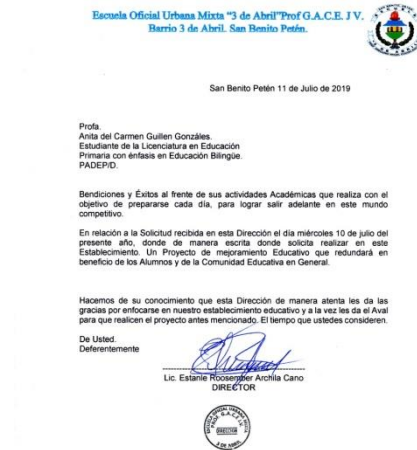 Escuela Oficial Urbana Mixta “3 de Abril”Prof G.A.C.E. J V.
Barrio 3 de Abril. San Benito Petén.
San Benito Petén 11 de Julio de 2019
Profa.
Anita del Carmen Guillen Gonzáles.
Estudiante de la Licenciatura en Educación
Primaria con énfasis en Educación Bilingüe.
PADEP/D.
Bendiciones y Éxitos al frente de sus actividades Académicas que realiza con el
objetivo de prepararse cada día, para lograr salir adelante en este mundo
competitivo.
En relación a la Solicitud recibida en esta Dirección el día miércoles 10 de julio del
presente año, donde de manera escrita donde solicita realizar en este
Establecimiento. Un Proyecto de mejoramiento Educativo que redundará en
beneficio de los Alumnos y de la Comunidad Educativa en General.
Hacemos de su conocimiento que esta Dirección de manera atenta les da las
gracias por enfocarse en nuestro establecimiento educativo y a la vez les da el Aval
para que realicen el proyecto antes mencionado. El tiempo que ustedes consideren.
De Usted.
Deferentemente
Lic. Estanle Roosember Archila Cano
DIRECTOR
DIRECCION
3 DE ABRIL